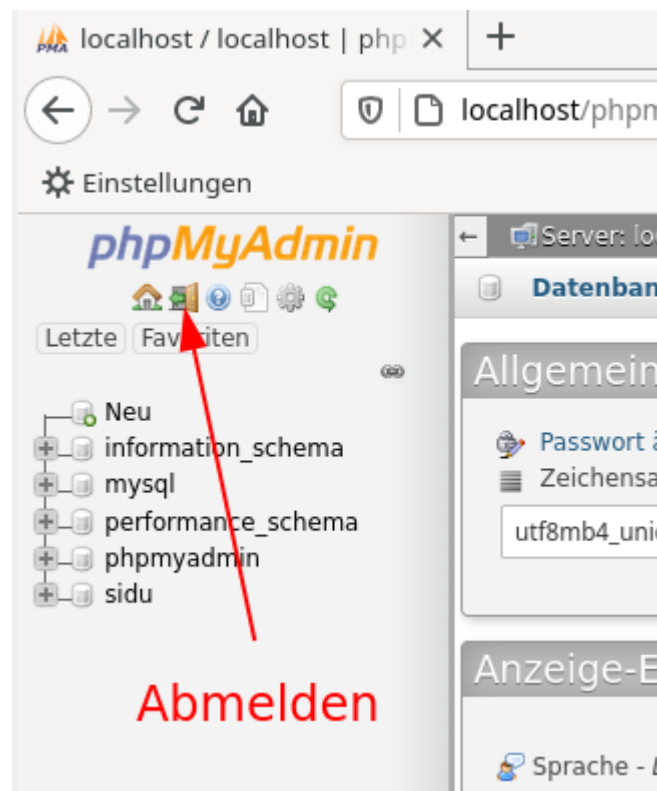 localhost / localhost | php
localhost/phpm
Einstellungen
phpMyAdmin
Letzte Favoriten
Neu
information_schema
mysql
performance_schema
phpmyadmin
sidu
Abmelden
Server: lo
Datenban
Allgemein
Passwort ä
Zeichensa
utf8mb4_unic
Anzeige-E
Sprache - L